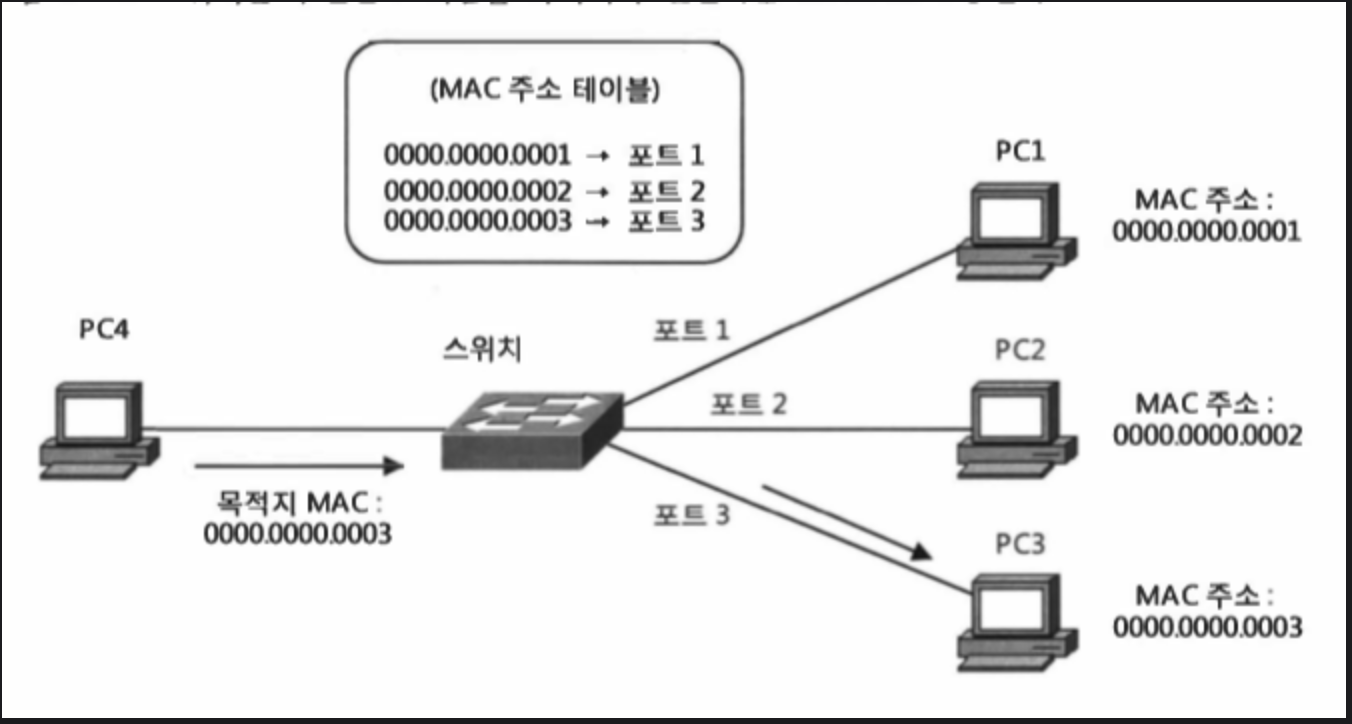 (MAC 주소 테이블)
0000.0000.0001 → 포트 1
0000.0000.0002 → 포트 2
0000.0000.0003 → 포트 3
PC1
MAC 주소 :
0000.0000.0001
PC4
스위치
포트 1
PC2
포트 2
MAC 주소 :
0000.0000.0002
목적지 MAC :
0000.0000.0003
포트 3
PC3
MAC 주소 :
0000.0000.0003